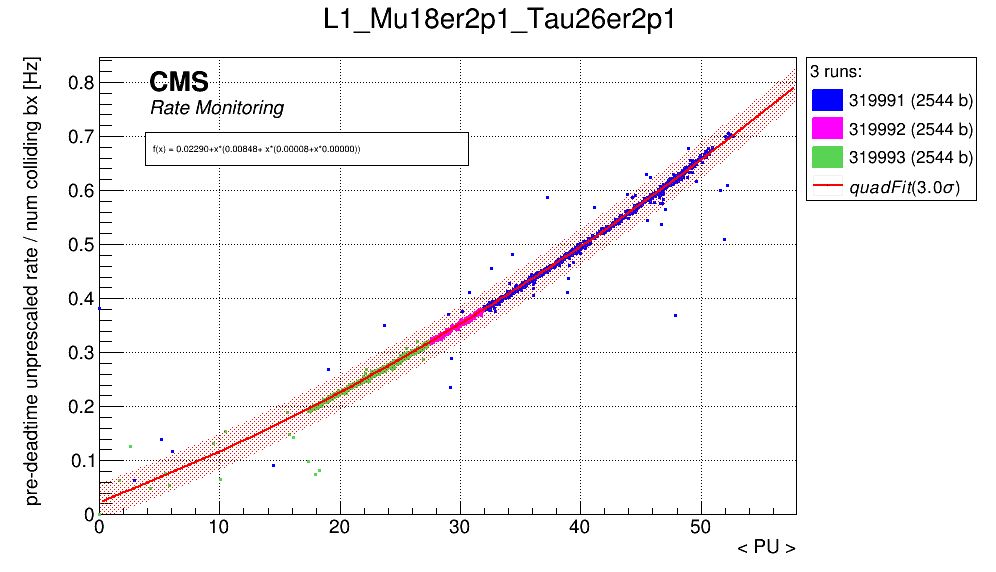 L1_Mu18er2p1_Tau26er2p1
pre-deadtime unprescaled rate / num colliding bx [Hz]
CMS
Rate Monitoring
f(x) = 0.02290+x*(0.00848+ x*(0.00008+x*0.00000))
0.8
0.7
0.6
0.5
0.4
0.3
0.2
0.1
0
0 10 20 30 40 50
< PU >
3 runs:
319991 (2544 b)
319992 (2544 b)
319993 (2544 b)
quadFit(3.0σ)